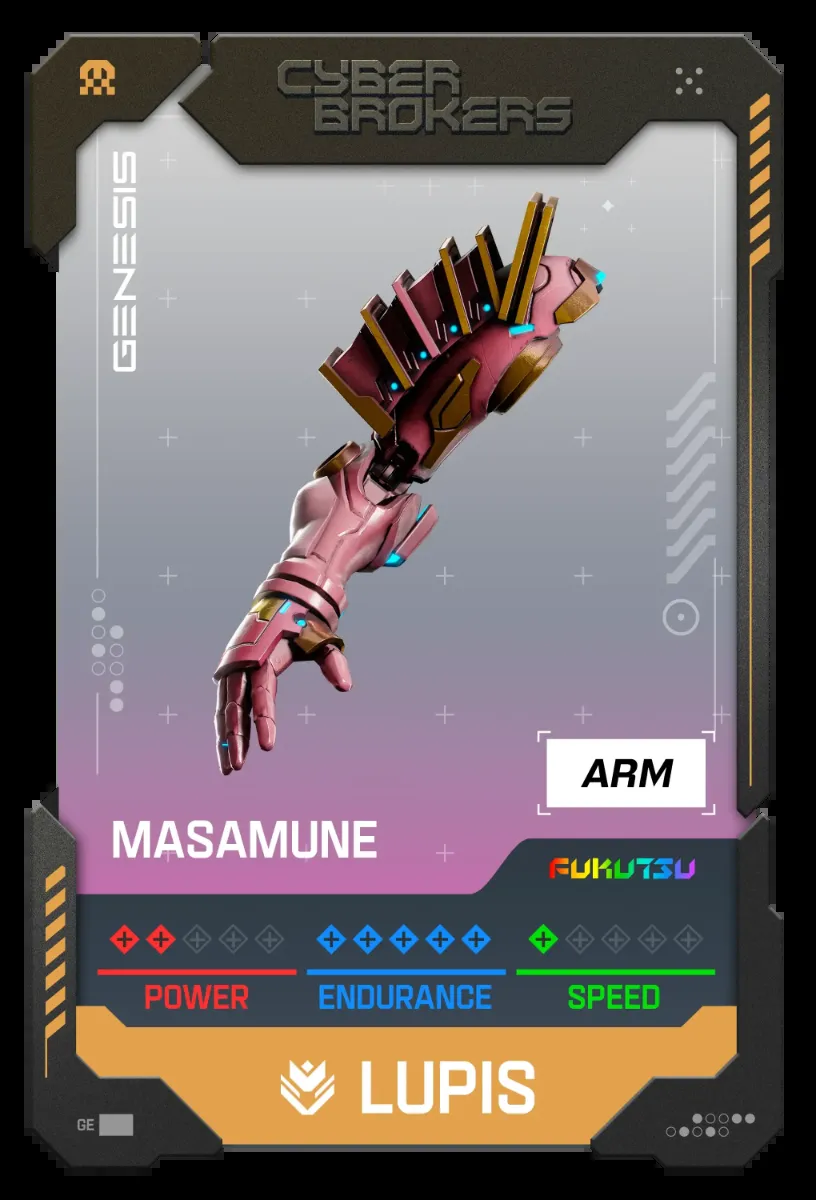 CYBER
BROKERS
GENESIS
ARM
MASAMUNE
FUKUTSU
POWER
ENDURANCE
SPEED
LUPIS
GE